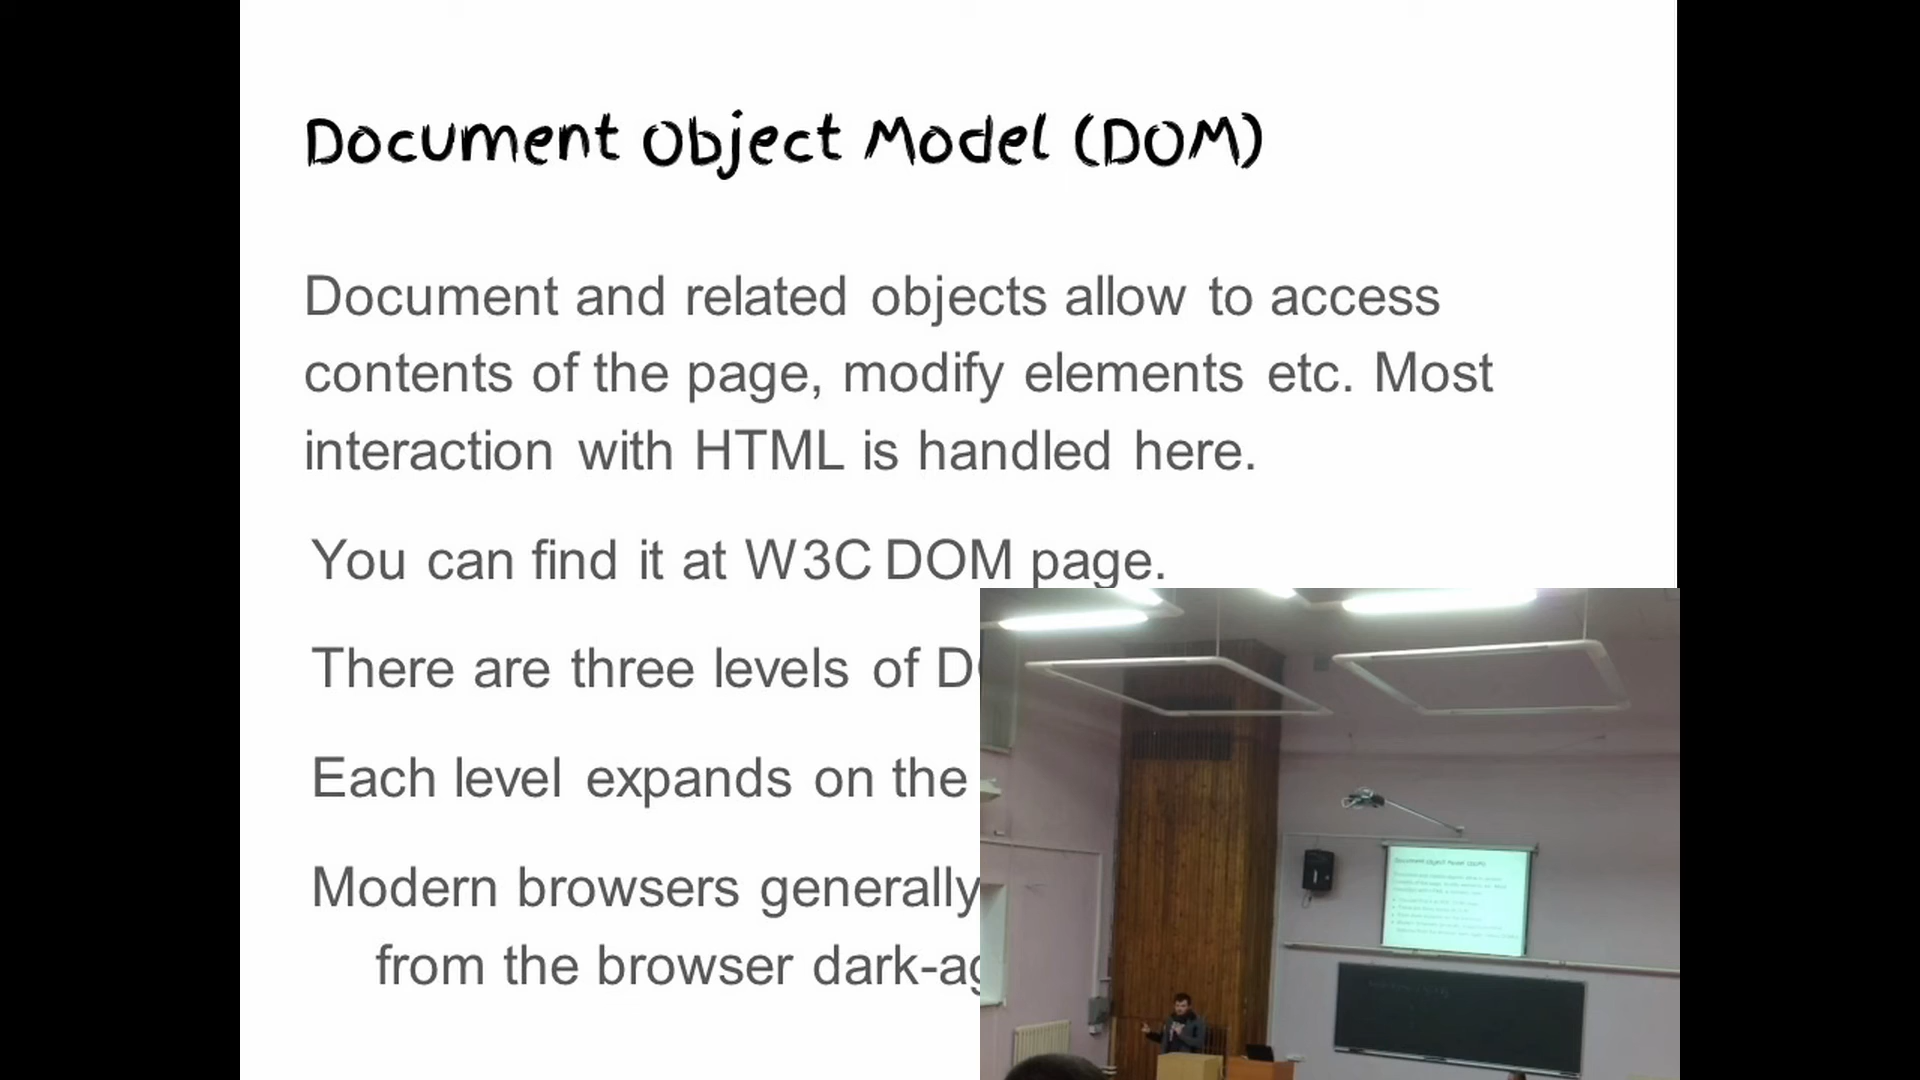 Document Object Model (DOM)
Document and related objects allow to access
contents of the page, modify elements etc. Most
interaction with HTML is handled here.
You can find it at W3C DOM page.
There are three levels of
Each level expands on the
Modern browsers generally
from the browser